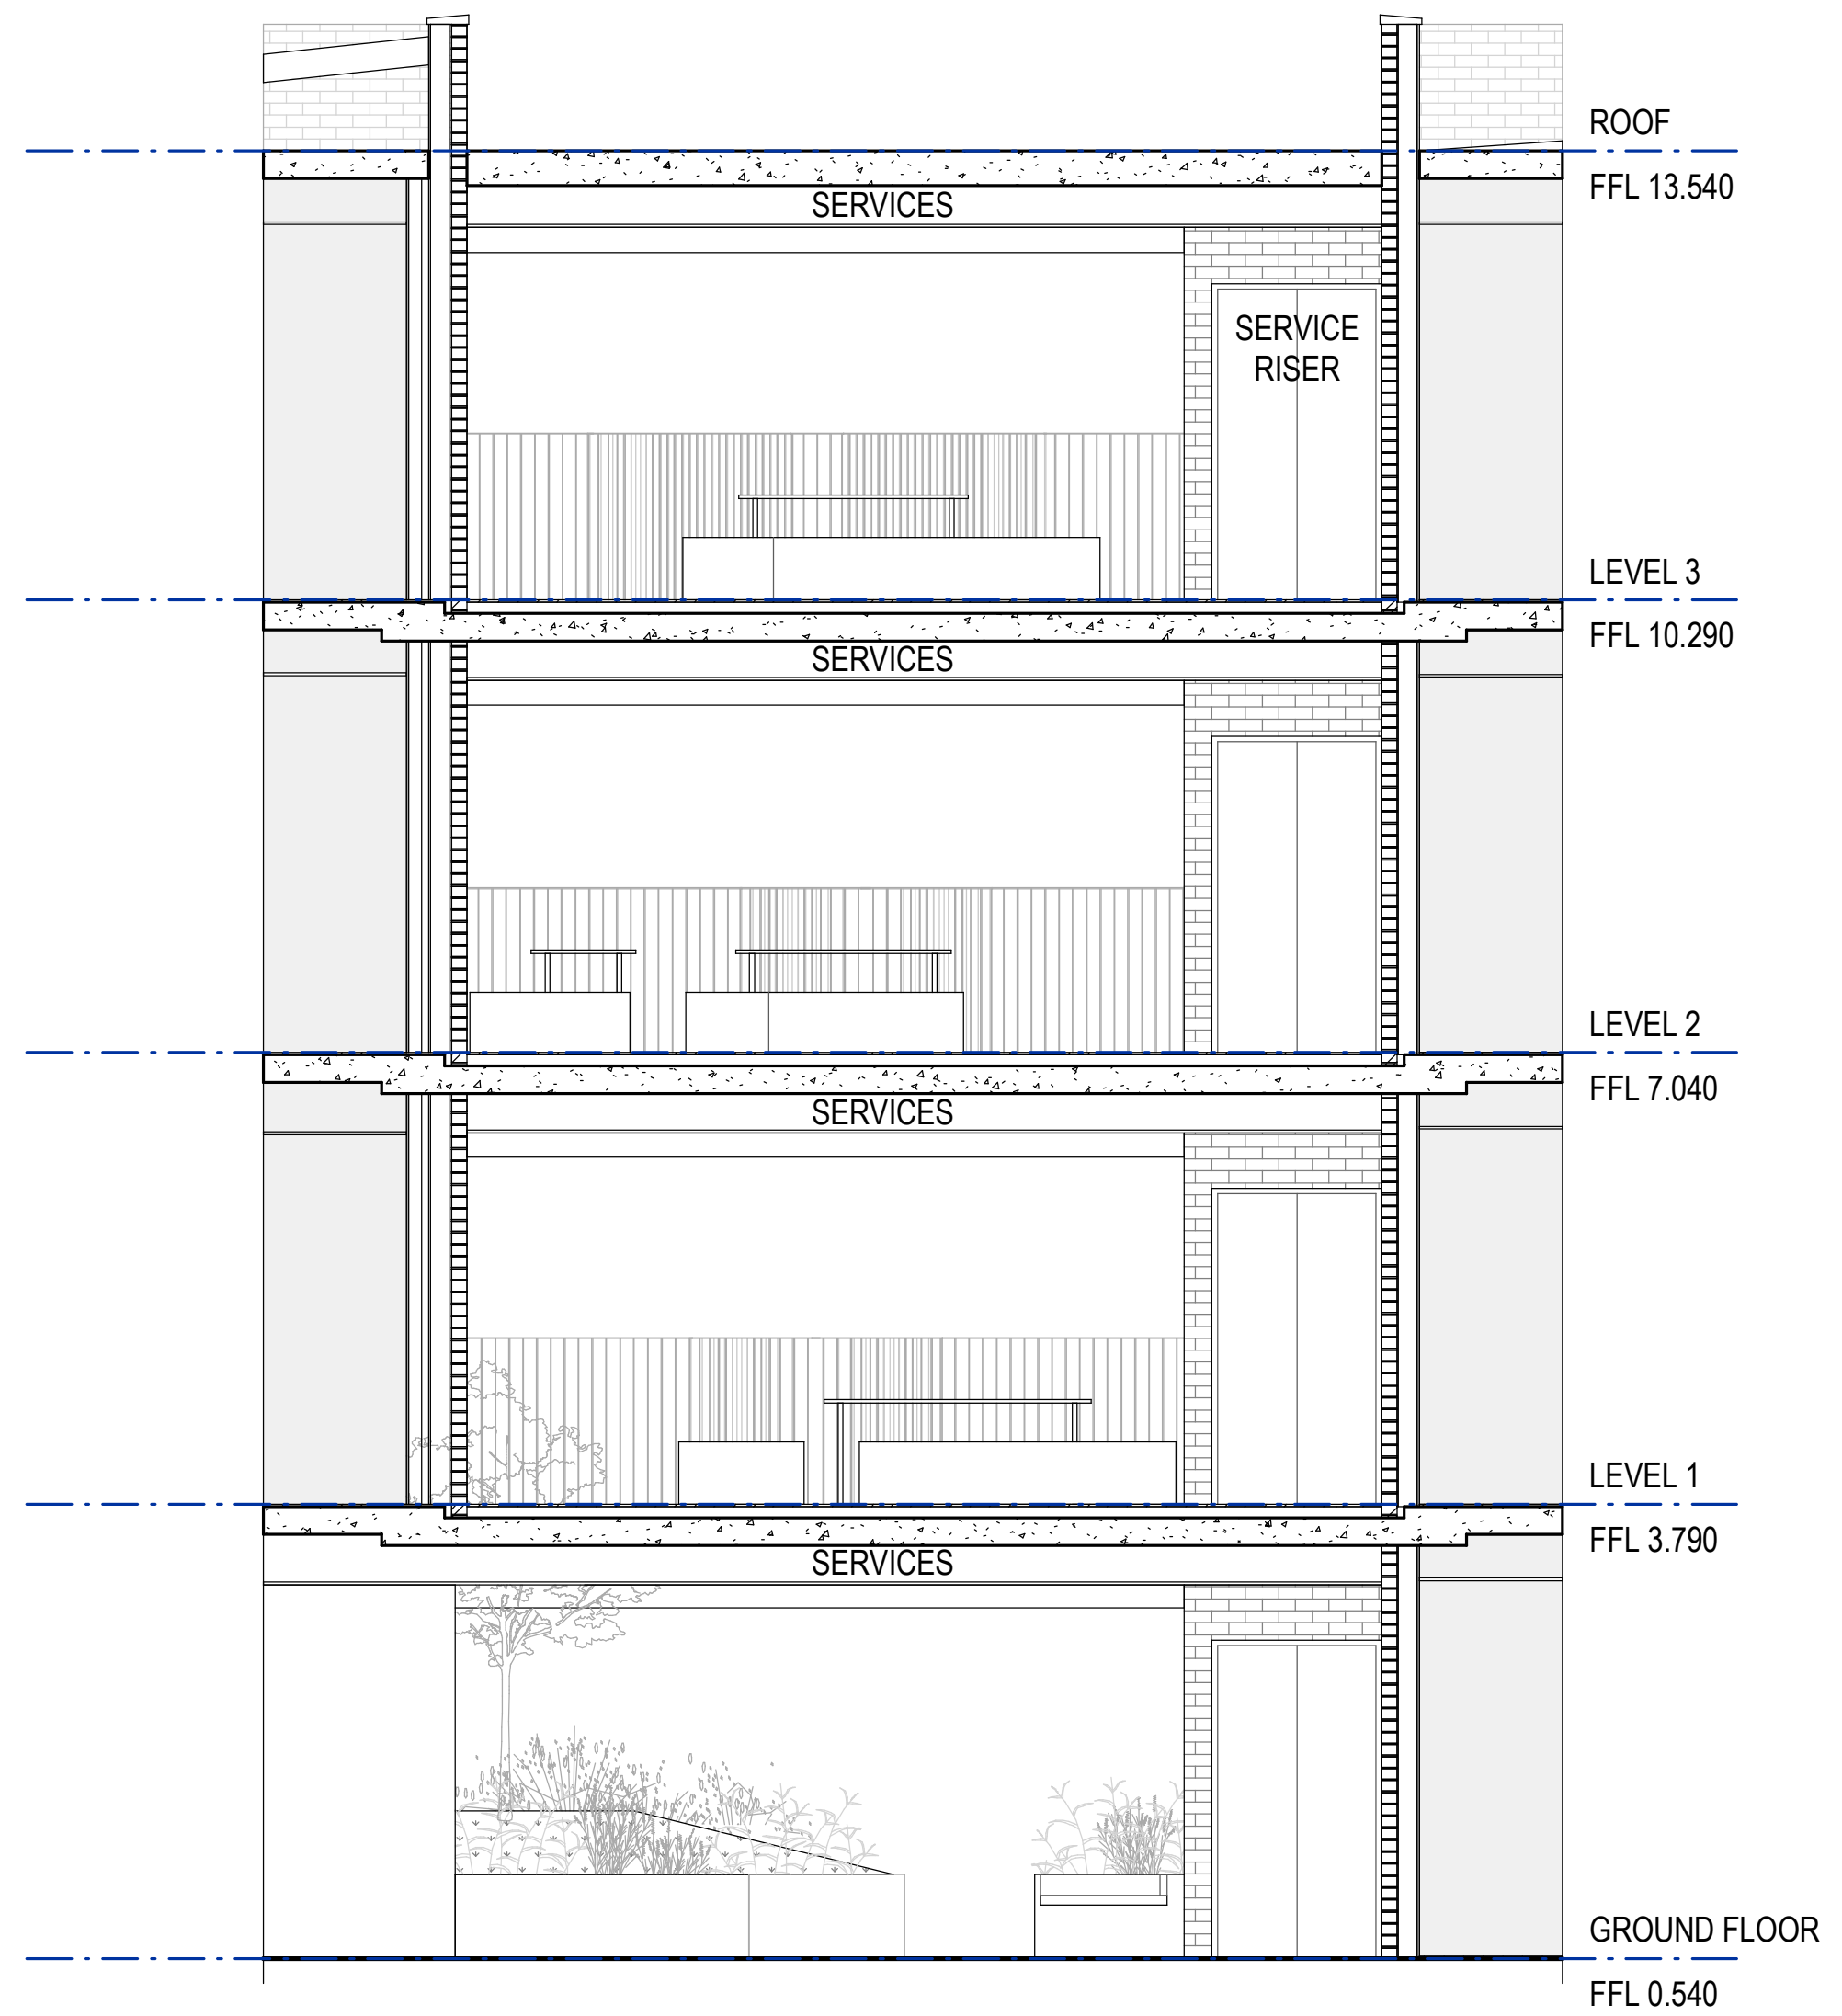 ROOF
FFL 13.540
SERVICES
SERVICE
RISER
LEVEL 3
FFL 10.290
SERVICES
LEVEL 2
FFL 7.040
SERVICES
LEVEL 1
FFL 3.790
SERVICES
GROUND FLOOR
FFL 0.540